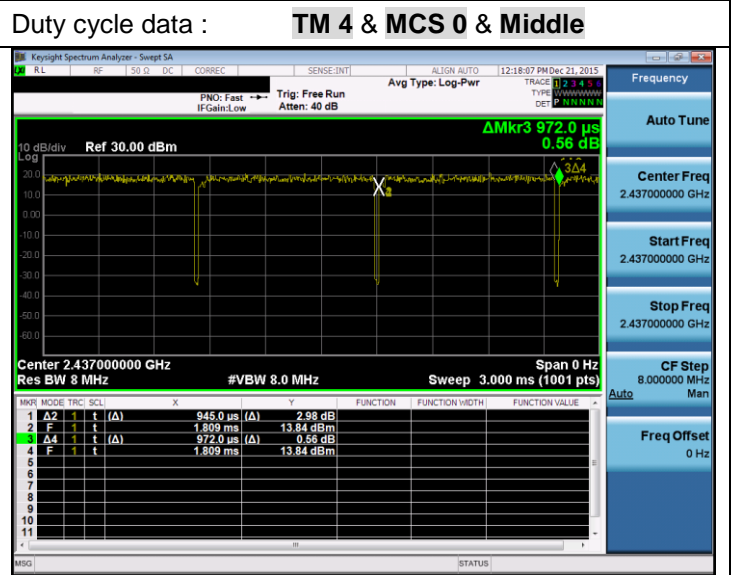 Duty cycle data : TM 4 & MCS 0 & Middle
Keysight Spectrum Analyzer - Swept SA
RL RF 50 Ω DC CORREC SENSE:INT ALIGN AUTO 12:18:07 PM Dec 21, 2015
Avg Type: Log-Pwr TRACE 1 2 3 4 5 6
PNO: Fast Trig: Free Run TYPE WWWWWW
IFGain:Low Atten: 40 dB DET P N N N N N
Frequency
ΔMkr3 972.0 µs
0.56 dB
10 dB/div Ref 30.00 dBm
Log
20.0
10.0
0.00
-10.0
-20.0
-30.0
-40.0
-50.0
-60.0
3Δ4
Center 2.437000000 GHz Span 0 Hz
Res BW 8 MHz #VBW 8.0 MHz Sweep 3.000 ms (1001 pts)
MKR MODE TRC SCL X Y FUNCTION FUNCTION WIDTH FUNCTION VALUE
1 Δ2 1 t (Δ) 945.0 µs (Δ) 2.98 dB
2 F 1 t 1.809 ms 13.84 dBm
3 Δ4 1 t (Δ) 972.0 µs (Δ) 0.56 dB
4 F 1 t 1.809 ms 13.84 dBm
5
6
7
8
9
10
11
MSG STATUS
Auto Tune
Center Freq
2.437000000 GHz
Start Freq
2.437000000 GHz
Stop Freq
2.437000000 GHz
CF Step
8.000000 MHz
Auto Man
Freq Offset
0 Hz